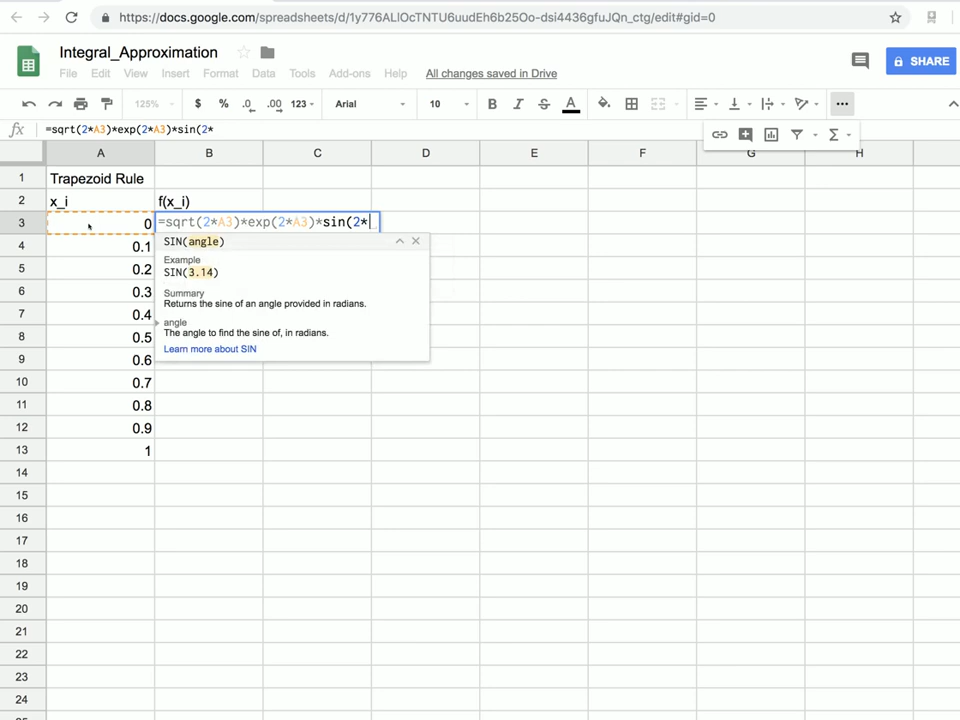 https://docs.google.com/spreadsheets/d/1y776ALlOcTNTU6uudEh6b25Oo-dsi4436gfuJQn_ctg/edit#gid=0
Integral_Approximation
File Edit View Insert Format Data Tools Add-ons Help All changes saved in Drive
SHARE
125% $ % .0 .00 123 Arial 10 B I S A
fx =sqrt(2*A3)*exp(2*A3)*sin(2*
A B C D E F G H
1 Trapezoid Rule
2 x_i f(x_i)
3 0 =sqrt(2*A3)*exp(2*A3)*sin(2*
4 0.1
5 0.2
6 0.3
7 0.4
8 0.5
9 0.6
10 0.7
11 0.8
12 0.9
13 1
14
15
16
17
18
19
20
21
22
23
24
SIN(angle)
Example
SIN(3.14)
Summary
Returns the sine of an angle provided in radians.
angle
The angle to find the sine of, in radians.
Learn more about SIN